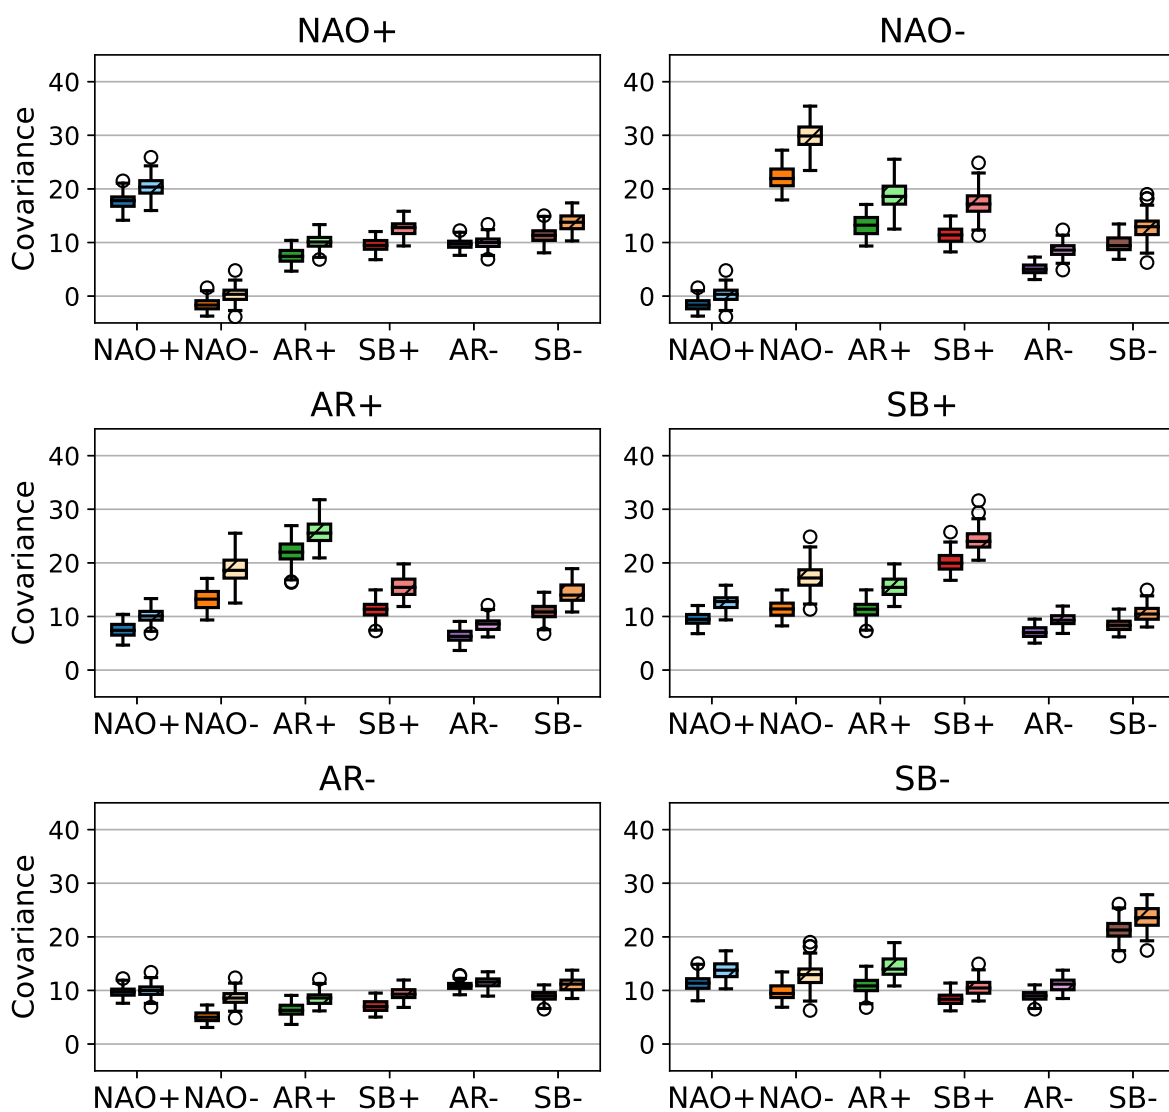 NAO+ NAO-
Covariance
40 30 20 10 0
40 30 20 10 0
NAO+ NAO- AR+ SB+ AR- SB-
NAO+ NAO- AR+ SB+ AR- SB-
AR+ SB+
Covariance
40 30 20 10 0
40 30 20 10 0
NAO+ NAO- AR+ SB+ AR- SB-
NAO+ NAO- AR+ SB+ AR- SB-
AR- SB-
Covariance
40 30 20 10 0
40 30 20 10 0
NAO+ NAO- AR+ SB+ AR- SB-
NAO+ NAO- AR+ SB+ AR- SB-